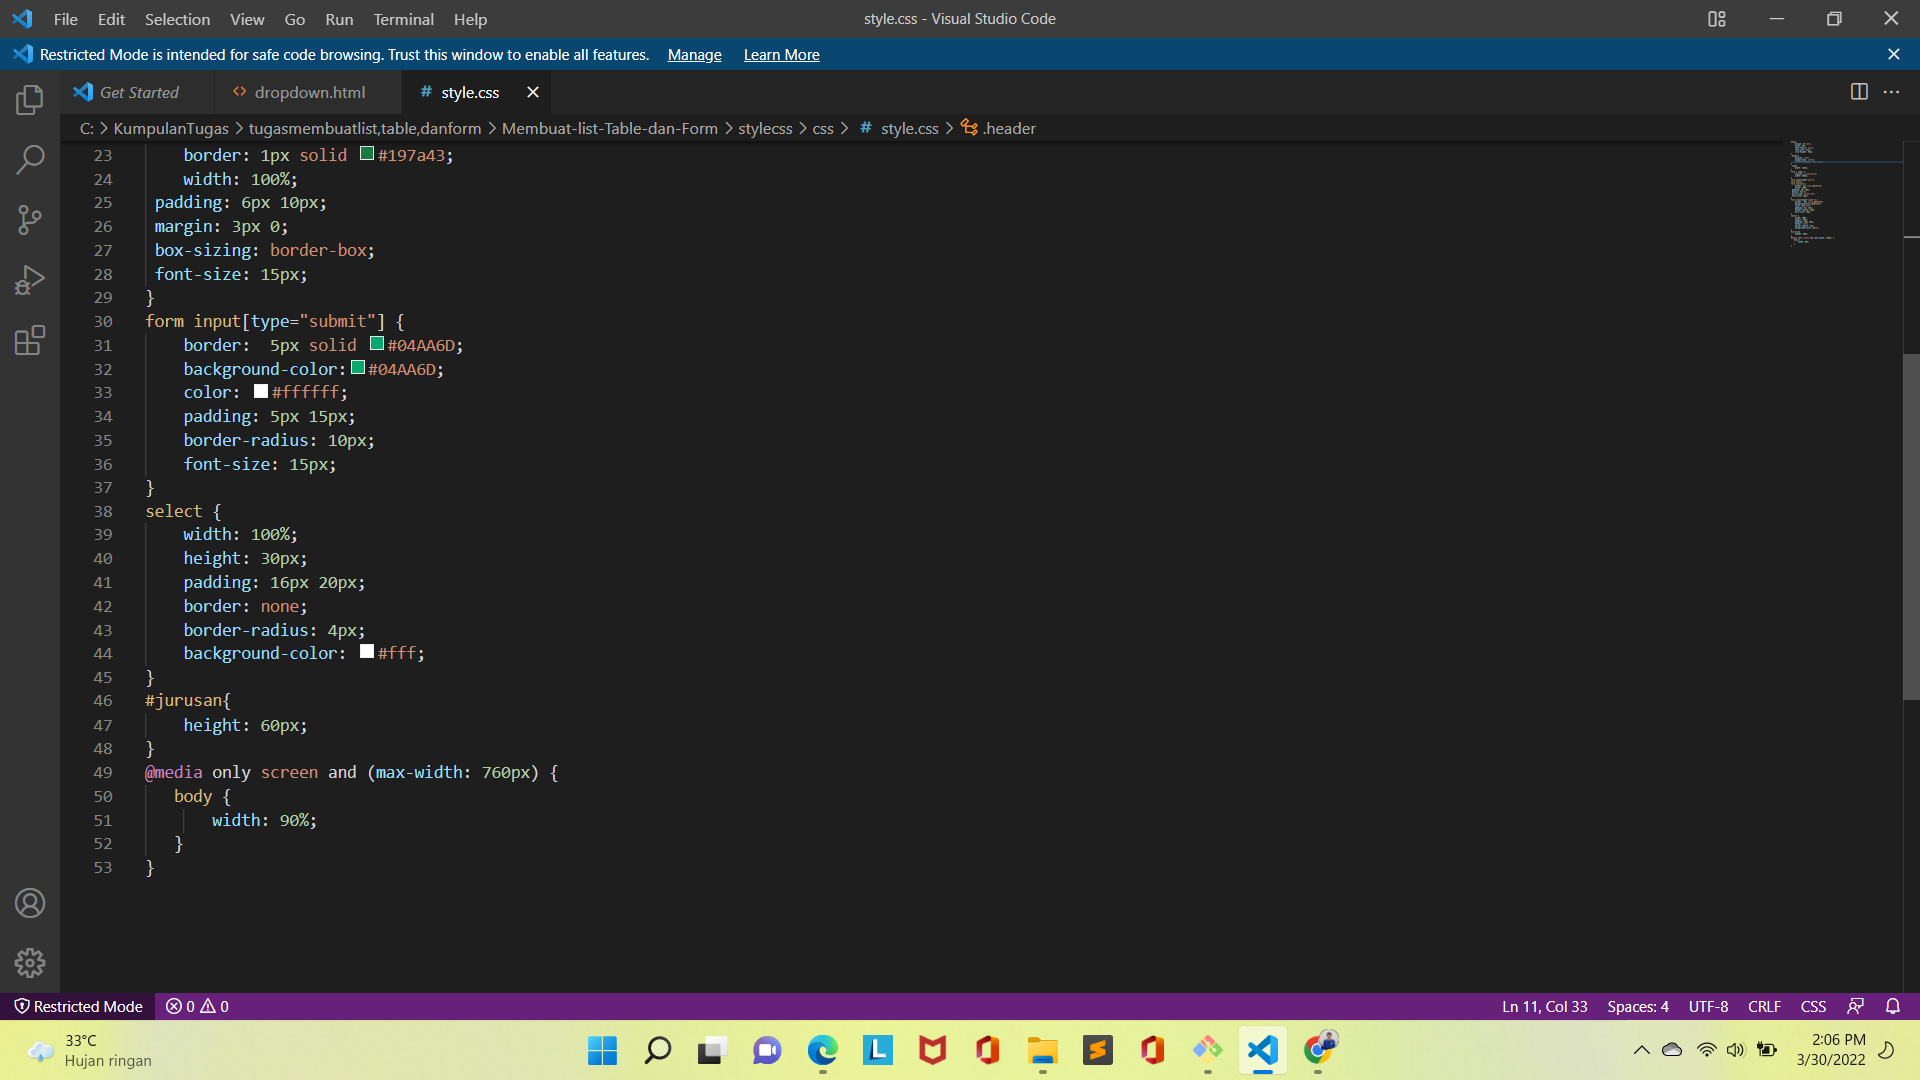 File Edit Selection View Go Run Terminal Help style.css - Visual Studio Code
Restricted Mode is intended for safe code browsing. Trust this window to enable all features. Manage Learn More
Get Started dropdown.html # style.css
C: > KumpulanTugas > tugasmembuatlist,table,danform > Membuat-list-Table-dan-Form > stylecss > css > # style.css > .header
23 border: 1px solid #197a43;
24 width: 100%;
25 padding: 6px 10px;
26 margin: 3px 0;
27 box-sizing: border-box;
28 font-size: 15px;
29 }
30 form input[type="submit"] {
31 border:  5px solid #04AA6D;
32 background-color: #04AA6D;
33 color: #ffffff;
34 padding: 5px 15px;
35 border-radius: 10px;
36 font-size: 15px;
37 }
38 select {
39 width: 100%;
40 height: 30px;
41 padding: 16px 20px;
42 border: none;
43 border-radius: 4px;
44 background-color: #fff;
45 }
46 #jurusan{
47 height: 60px;
48 }
49 @media only screen and (max-width: 760px) {
50 body {
51 width: 90%;
52 }
53 }
Restricted Mode 0 0 Ln 11, Col 33 Spaces: 4 UTF-8 CRLF CSS
33°C
Hujan ringan
L
2:06 PM
3/30/2022